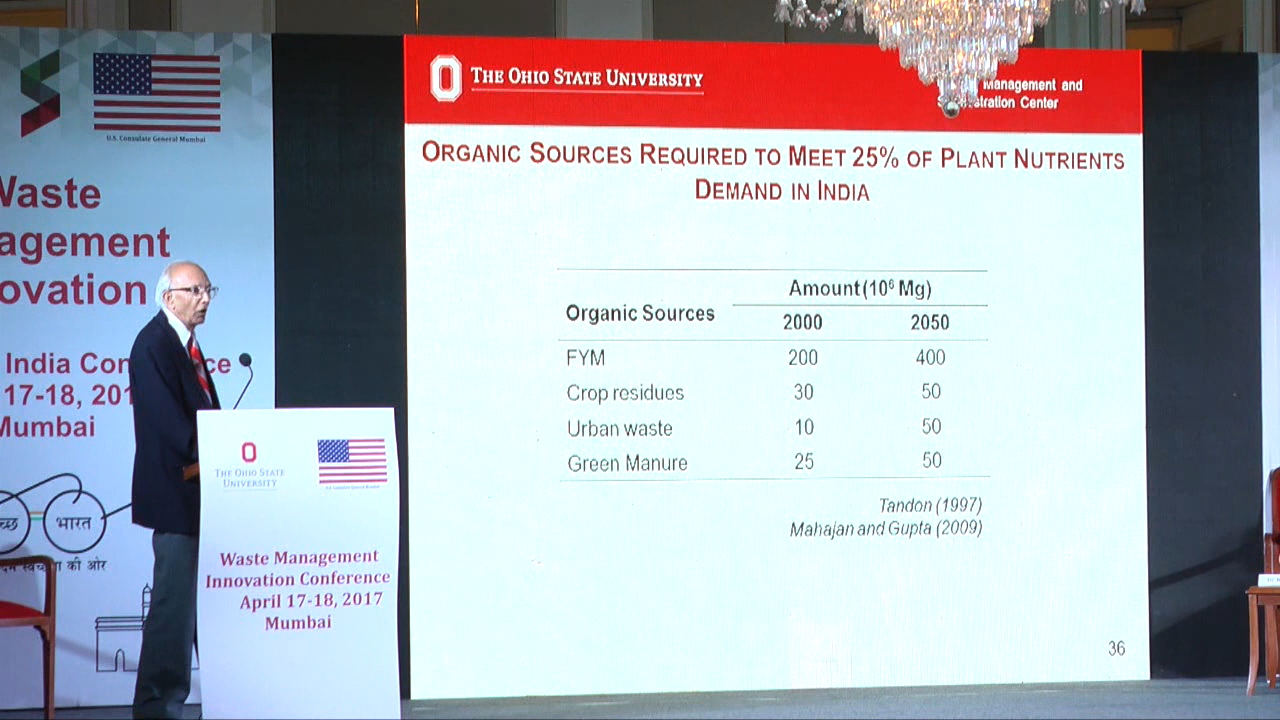 U.S. Consulate General Mumbai
Waste
agement
ovation
India Con ce
17-18, 201
Mumbai
भारत
की ओर
THE OHIO STATE UNIVERSITY
Management and
Center
ORGANIC SOURCES REQUIRED TO MEET 25% OF PLANT NUTRIENTS
DEMAND IN INDIA
Organic Sources
Amount(10⁶ Mg)
2000 2050
FYM 200 400
Crop residues 30 50
Urban waste 10 50
Green Manure 25 50
Tandon (1997)
Mahajan and Gupta (2009)
36
O
THE OHIO STATE
UNIVERSITY
Waste Management
Innovation Conference
April 17-18, 2017
Mumbai